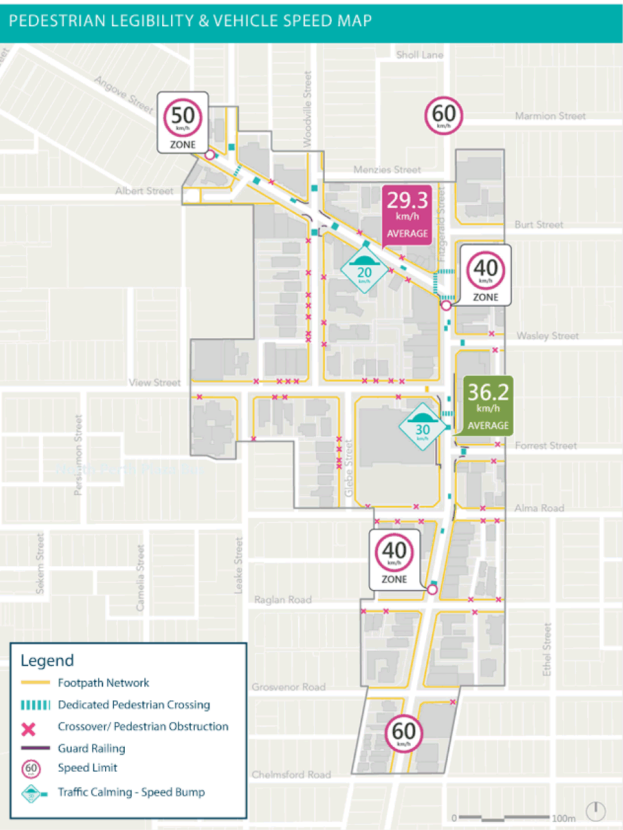 PEDESTRIAN LEGIBILITY & VEHICLE SPEED MAP
Sholl Lane
Angove Street
Woodville Street
50
km/h
ZONE
60
km/h
Marmion Street
Menzies Street
Albert Street
29.3
km/h
AVERAGE
Fitzgerald Street
Burt Street
20
km/h
40
km/h
ZONE
Wasley Street
View Street
36.2
km/h
AVERAGE
30
km/h
Persimmon Street
Glebe Street
Forrest Street
Alma Road
40
km/h
ZONE
Sekem Street
Camelia Street
Leake Street
Raglan Road
Ethel Street
Grosvenor Road
60
km/h
Chelmsford Road
Legend
Footpath Network
Dedicated Pedestrian Crossing
Crossover/ Pedestrian Obstruction
Guard Railing
60
Speed Limit
Traffic Calming - Speed Bump
0
100m